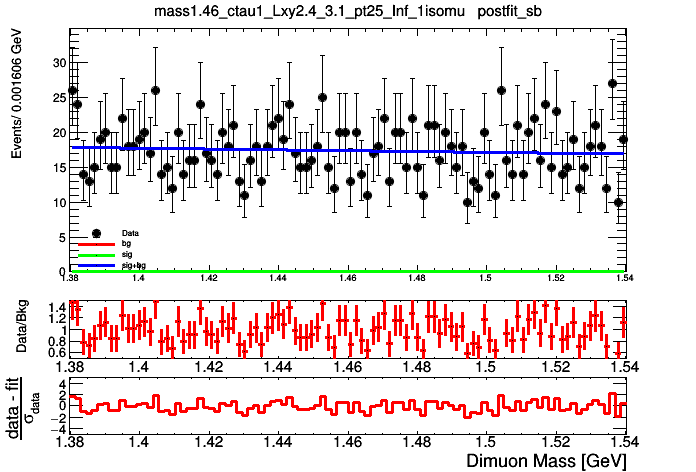 mass1.46_ctau1_Lxy2.4_3.1_pt25_Inf_1isomu postfit_sb
Events/ 0.001606 GeV
30
25
20
15
10
5
0
Data
bg
sig
sig+bg
1.38 1.4 1.42 1.44 1.46 1.48 1.5 1.52 1.54
Data/Bkg
1.4
1.2
1
0.8
0.6
1.38 1.4 1.42 1.44 1.46 1.48 1.5 1.52 1.54
data - fit
σdata
4
2
0
−2
−4
1.38 1.4 1.42 1.44 1.46 1.48 1.5 1.52 1.54
Dimuon Mass [GeV]